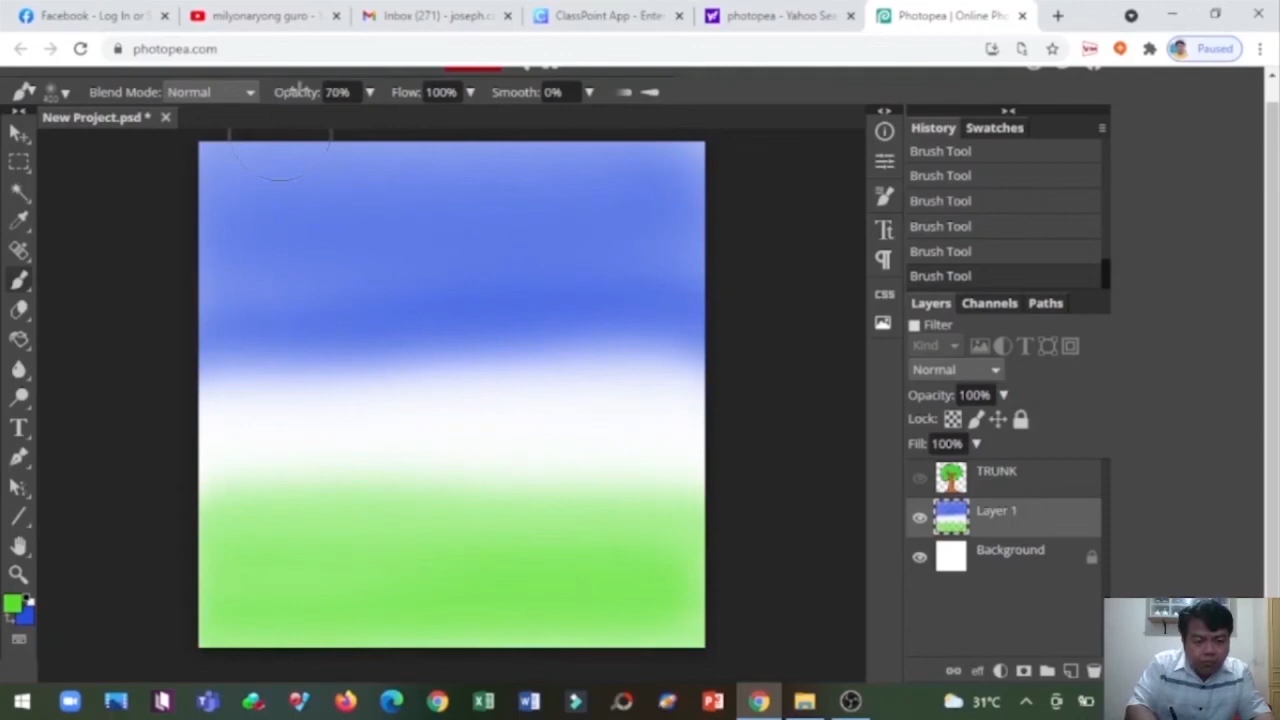 Facebook - Log In or S
milyonaryong guro -
Inbox (271) - joseph.c
ClassPoint App - Ente
photopea - Yahoo Sea
Photopea | Online Pho
photopea.com
Paused
Blend Mode: Normal
Opacity: 70%
Flow: 100%
Smooth: 0%
New Project.psd *
History
Swatches
Brush Tool
Brush Tool
Brush Tool
Brush Tool
Brush Tool
Brush Tool
Layers
Channels
Paths
Filter
Kind
Normal
Opacity: 100%
Lock:
Fill: 100%
TRUNK
Layer 1
Background
CSS
eff
31°C